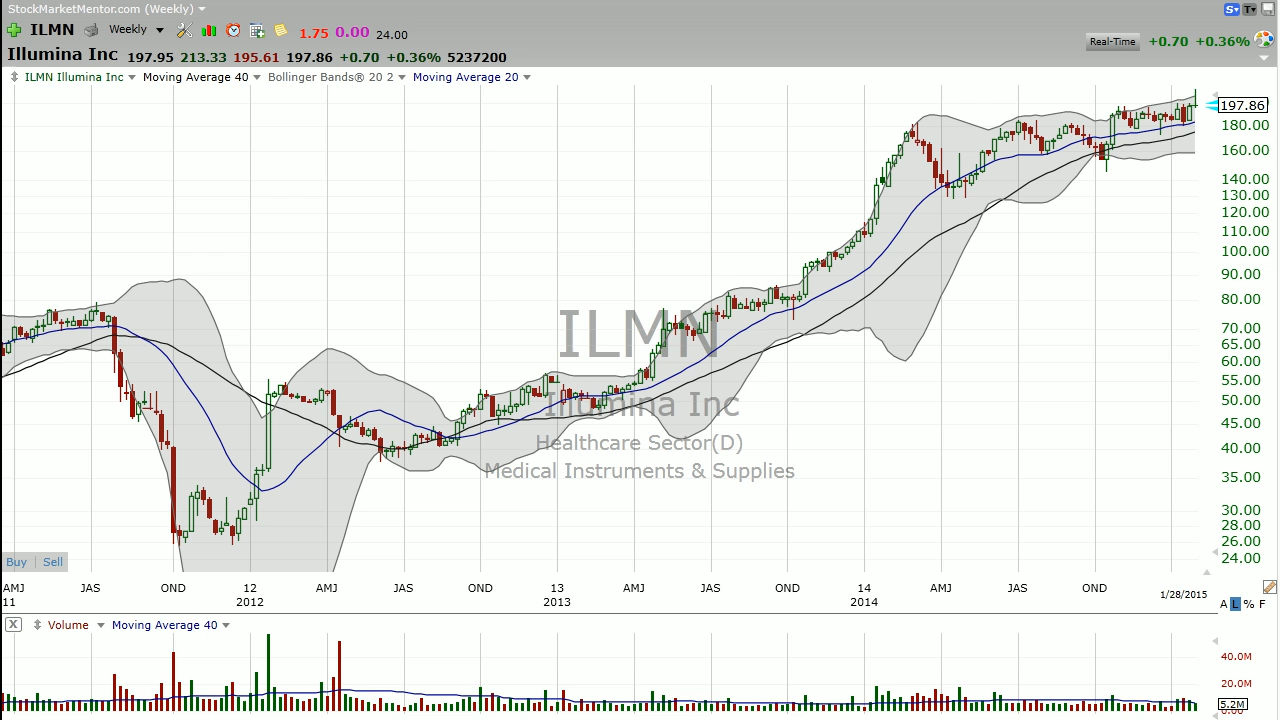 StockMarketMentor.com (Weekly)
S T
ILMN Weekly 1.75 0.00 24.00
Real-Time +0.70 +0.36%
Illumina Inc 197.95 213.33 195.61 197.86 +0.70 +0.36% 5237200
ILMN Illumina Inc Moving Average 40 Bollinger Bands® 20 2 Moving Average 20
197.86
180.00
160.00
140.00
130.00
120.00
110.00
100.00
90.00
80.00
70.00
65.00
60.00
55.00
50.00
45.00
40.00
35.00
30.00
28.00
26.00
24.00
ILMN
Illumina Inc
Healthcare Sector(D)
Medical Instruments & Supplies
Buy Sell
AMJ JAS OND 12 AMJ JAS OND 13 AMJ JAS OND 14 AMJ JAS OND 1/28/2015
11 2012 2013 2014
A L % F
X Volume Moving Average 40
40.0M
20.0M
5.2M
0.00